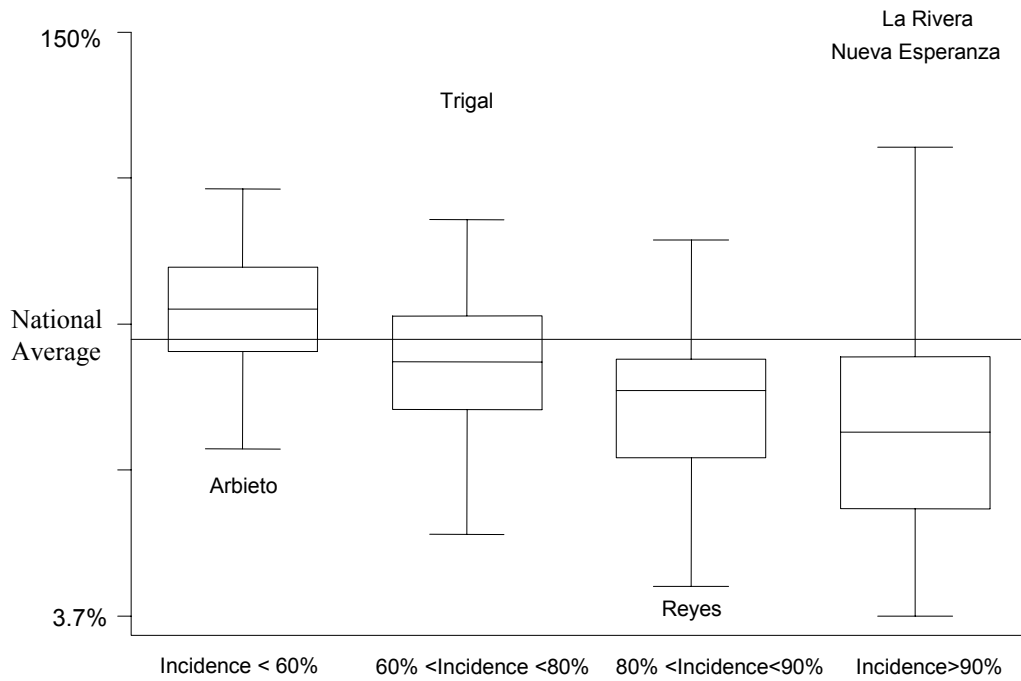 La Rivera
150%
Nueva Esperanza
Trigal
National
Average
Arbieto
Reyes
3.7%
Incidence < 60%
60% <Incidence <80%
80% <Incidence<90%
Incidence>90%